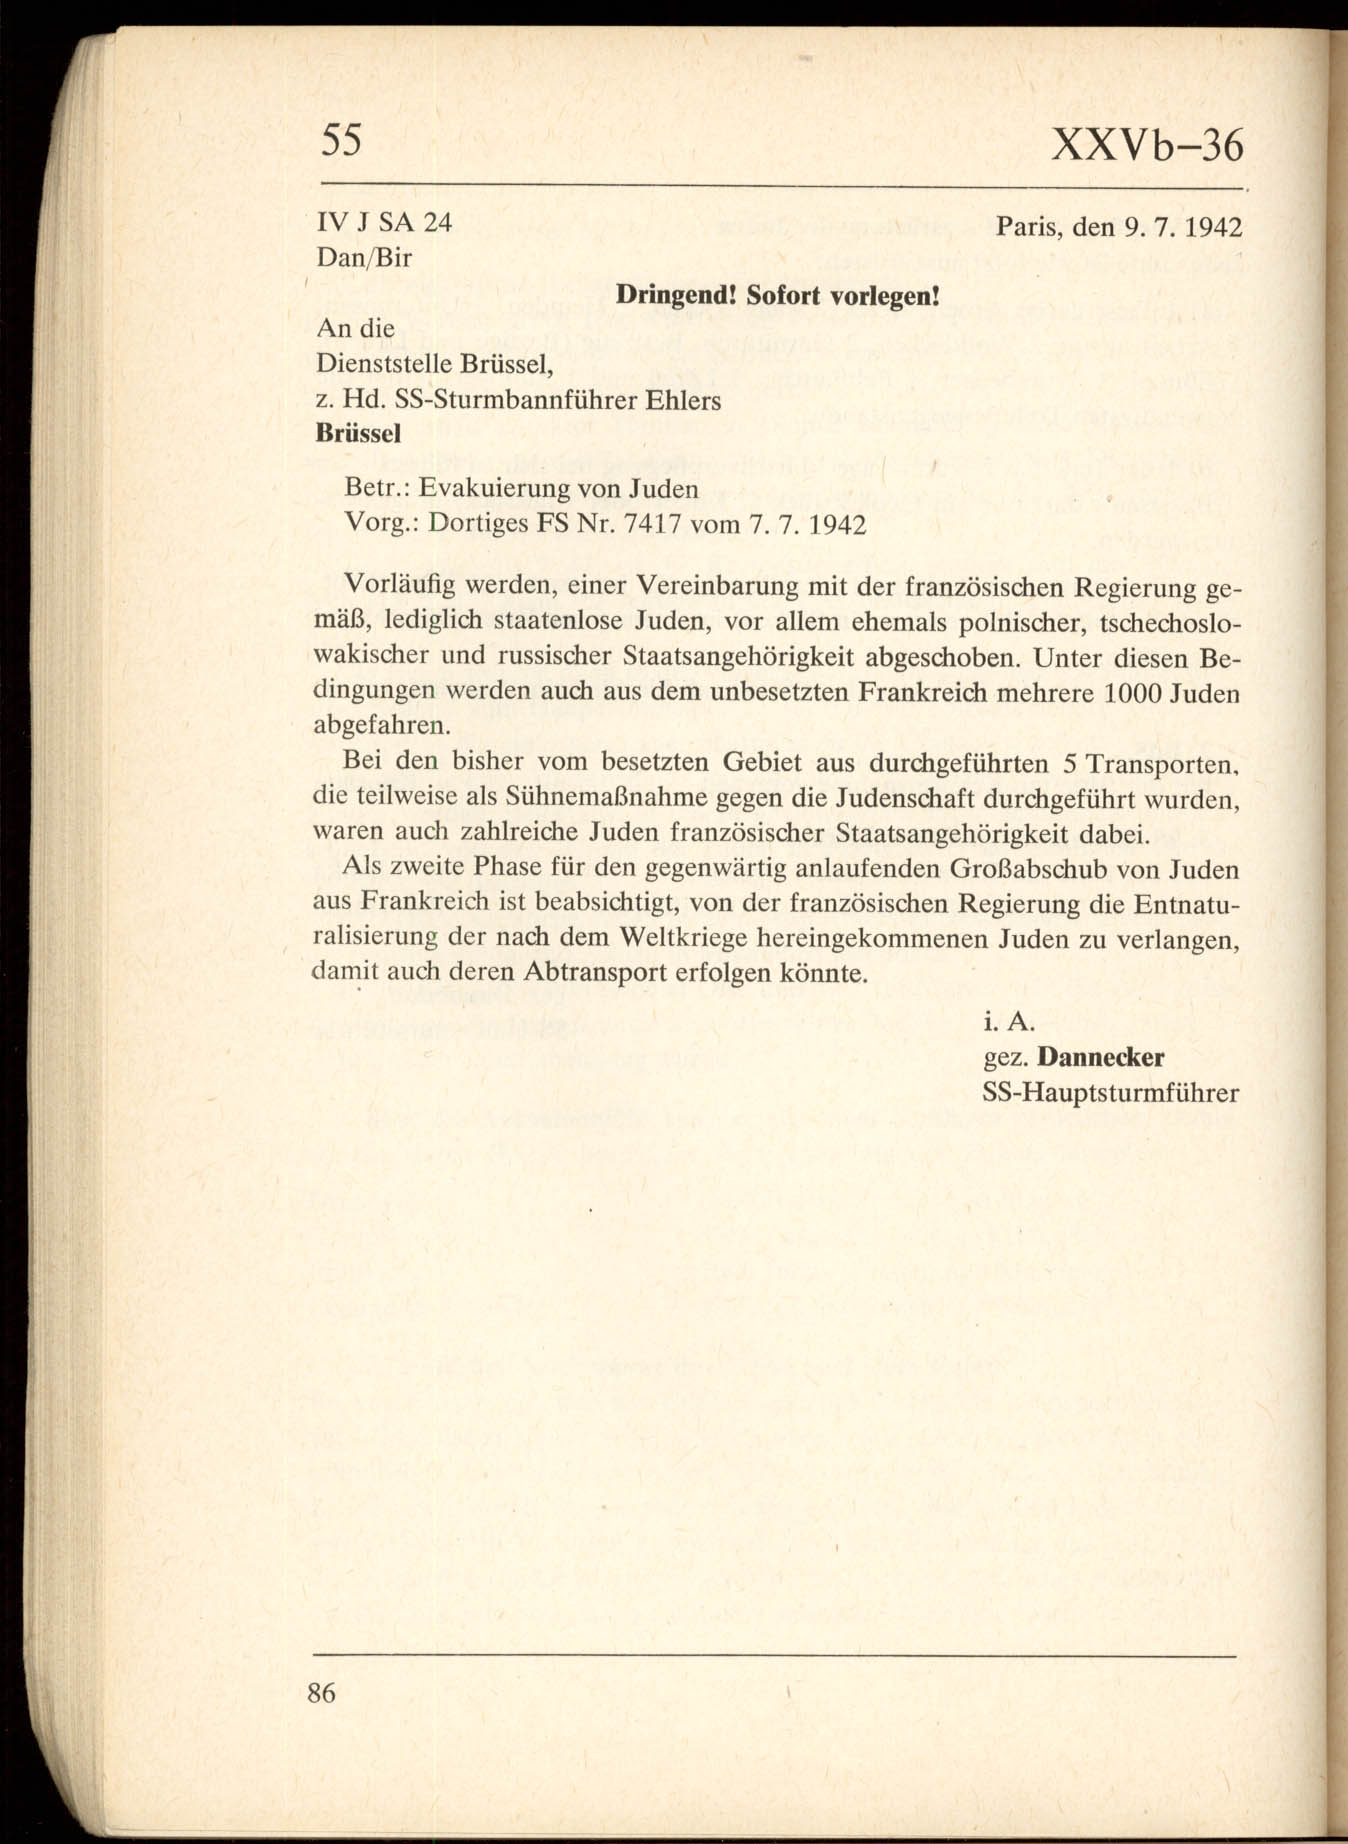 55 XXVb–36
IV J SA 24 Paris, den 9. 7. 1942
Dan/Bir
Dringend! Sofort vorlegen!
An die
Dienststelle Brüssel,
z. Hd. SS-Sturmbannführer Ehlers
Brüssel
Betr.: Evakuierung von Juden
Vorg.: Dortiges FS Nr. 7417 vom 7. 7. 1942
Vorläufig werden, einer Vereinbarung mit der französischen Regierung ge-
mäß, lediglich staatenlose Juden, vor allem ehemals polnischer, tschechoslo-
wakischer und russischer Staatsangehörigkeit abgeschoben. Unter diesen Be-
dingungen werden auch aus dem unbesetzten Frankreich mehrere 1000 Juden
abgefahren.
Bei den bisher vom besetzten Gebiet aus durchgeführten 5 Transporten,
die teilweise als Sühnemaßnahme gegen die Judenschaft durchgeführt wurden,
waren auch zahlreiche Juden französischer Staatsangehörigkeit dabei.
Als zweite Phase für den gegenwärtig anlaufenden Großabschub von Juden
aus Frankreich ist beabsichtigt, von der französischen Regierung die Entnatu-
ralisierung der nach dem Weltkriege hereingekommenen Juden zu verlangen,
damit auch deren Abtransport erfolgen könnte.
i. A.
gez. Dannecker
SS-Hauptsturmführer
86